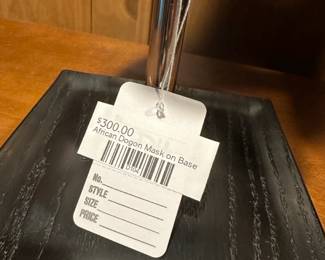 $300.00
African Dogon Mask on Base
No.
STYLE
SIZE
PRICE